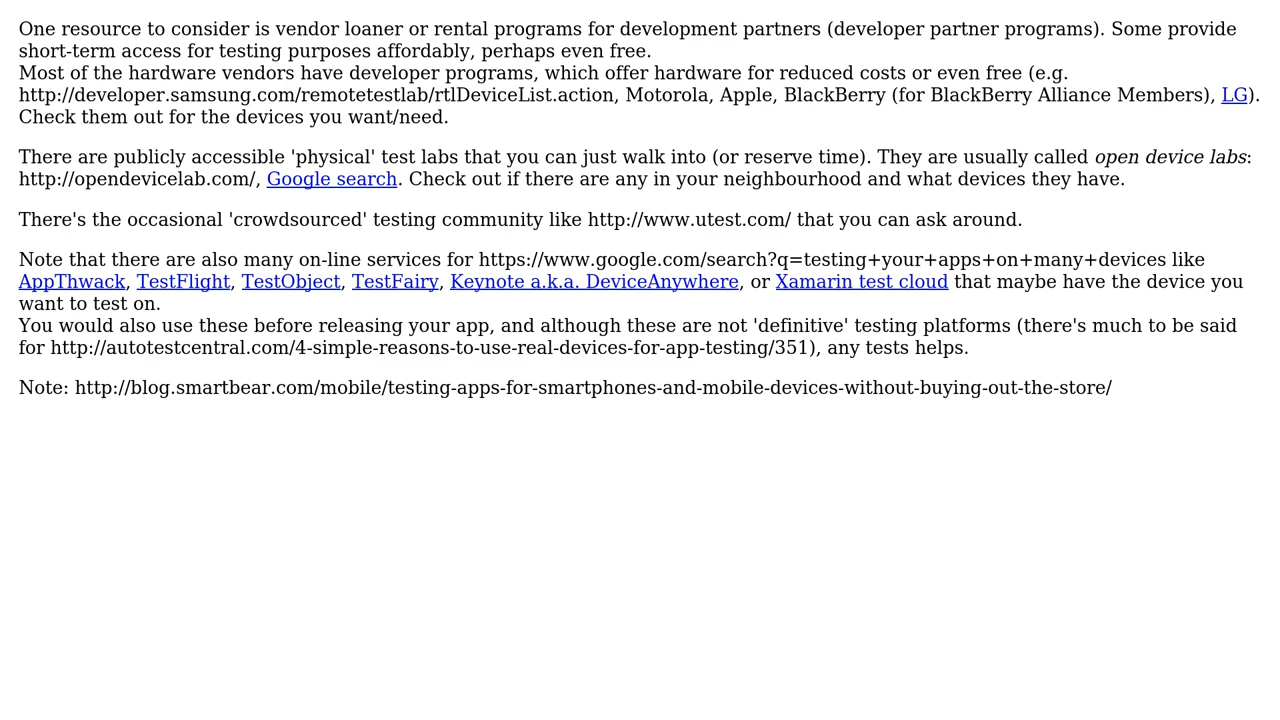 One resource to consider is vendor loaner or rental programs for development partners (developer partner programs). Some provide
short-term access for testing purposes affordably, perhaps even free.
Most of the hardware vendors have developer programs, which offer hardware for reduced costs or even free (e.g.
http://developer.samsung.com/remotetestlab/rtlDeviceList.action, Motorola, Apple, BlackBerry (for BlackBerry Alliance Members), LG).
Check them out for the devices you want/need.
There are publicly accessible 'physical' test labs that you can just walk into (or reserve time). They are usually called open device labs:
http://opendevicelab.com/, Google search. Check out if there are any in your neighbourhood and what devices they have.
There's the occasional 'crowdsourced' testing community like http://www.utest.com/ that you can ask around.
Note that there are also many on-line services for https://www.google.com/search?q=testing+your+apps+on+many+devices like
AppThwack, TestFlight, TestObject, TestFairy, Keynote a.k.a. DeviceAnywhere, or Xamarin test cloud that maybe have the device you
want to test on.
You would also use these before releasing your app, and although these are not 'definitive' testing platforms (there's much to be said
for http://autotestcentral.com/4-simple-reasons-to-use-real-devices-for-app-testing/351), any tests helps.
Note: http://blog.smartbear.com/mobile/testing-apps-for-smartphones-and-mobile-devices-without-buying-out-the-store/